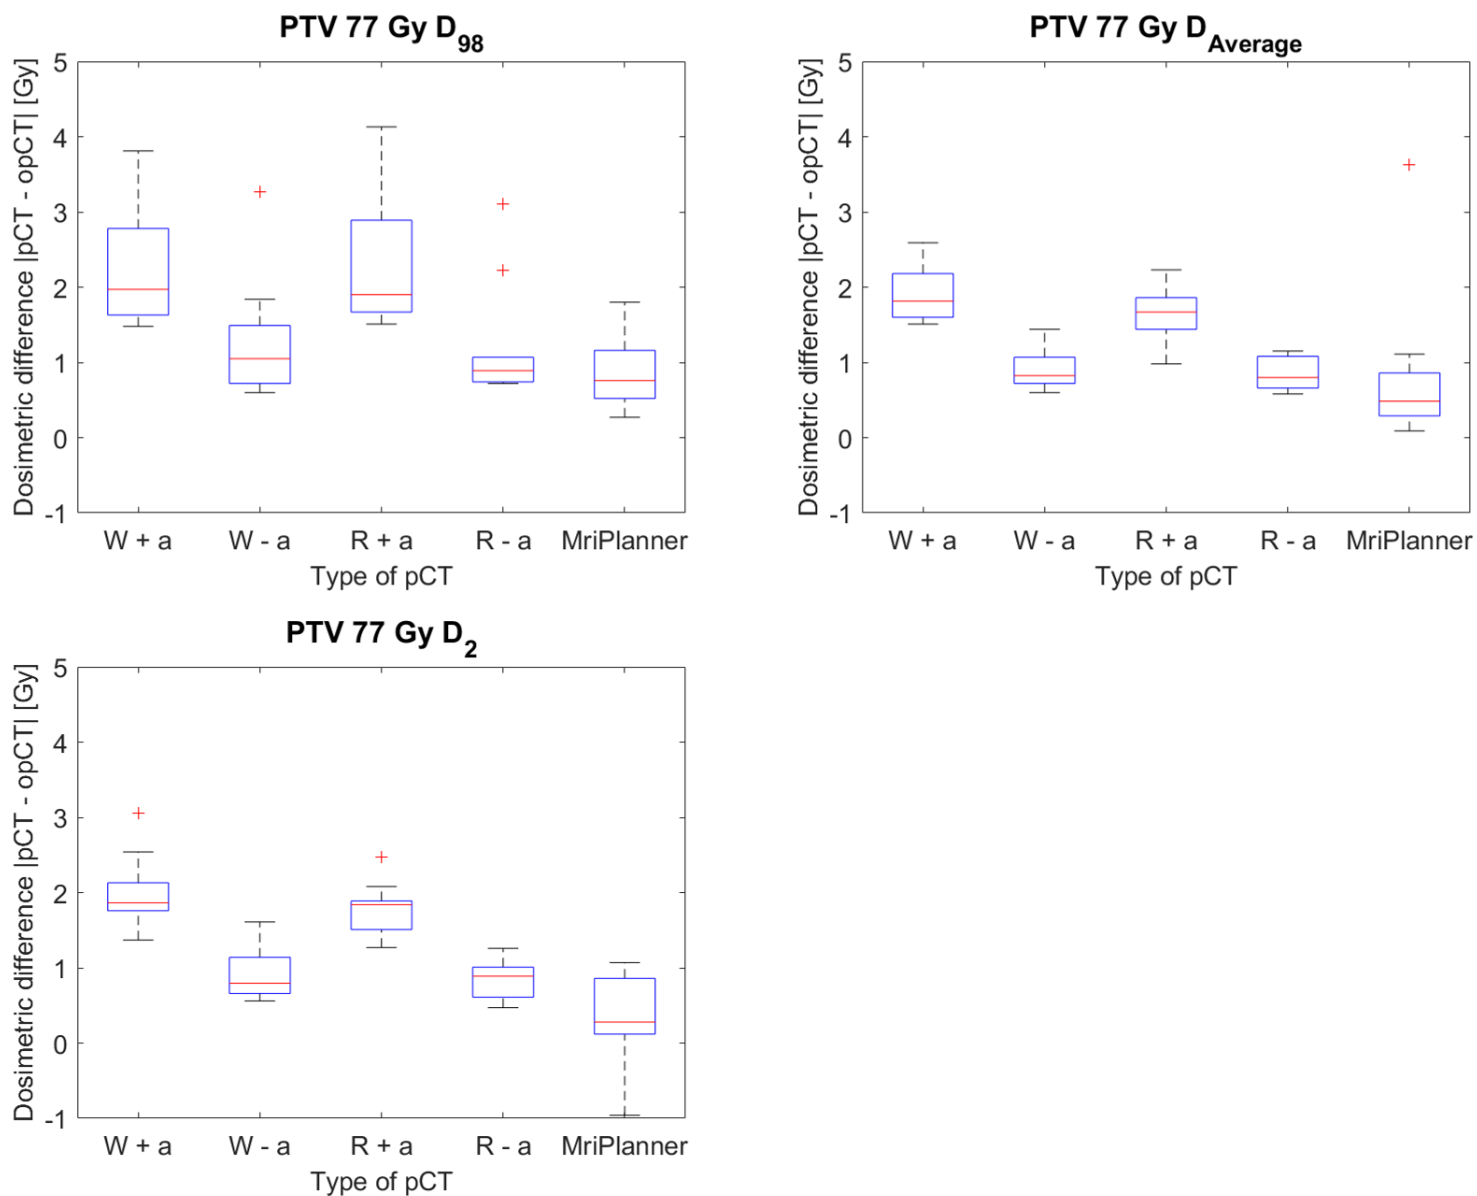 PTV 77 Gy D98
Dosimetric difference |pCT - opCT| [Gy]
5
4
3
2
1
0
-1
W + a W - a R + a R - a MriPlanner
Type of pCT
PTV 77 Gy DAverage
Dosimetric difference |pCT - opCT| [Gy]
5
4
3
2
1
0
-1
W + a W - a R + a R - a MriPlanner
Type of pCT
PTV 77 Gy D2
Dosimetric difference |pCT - opCT| [Gy]
5
4
3
2
1
0
-1
W + a W - a R + a R - a MriPlanner
Type of pCT